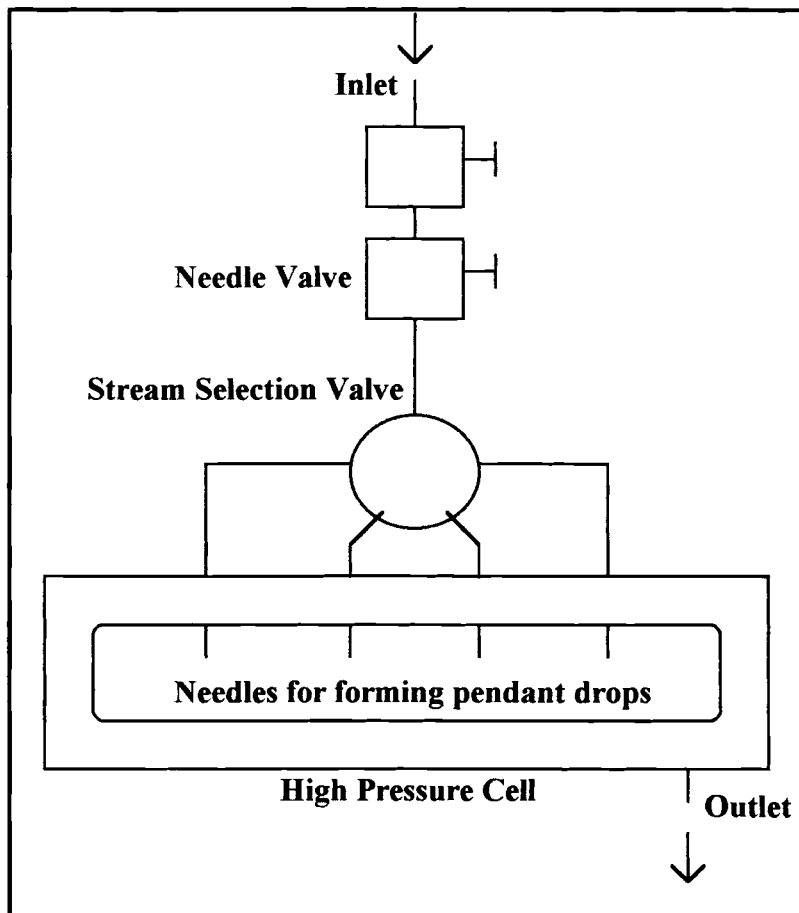 Inlet
Needle Valve
Stream Selection Valve
Needles for forming pendant drops
High Pressure Cell
Outlet